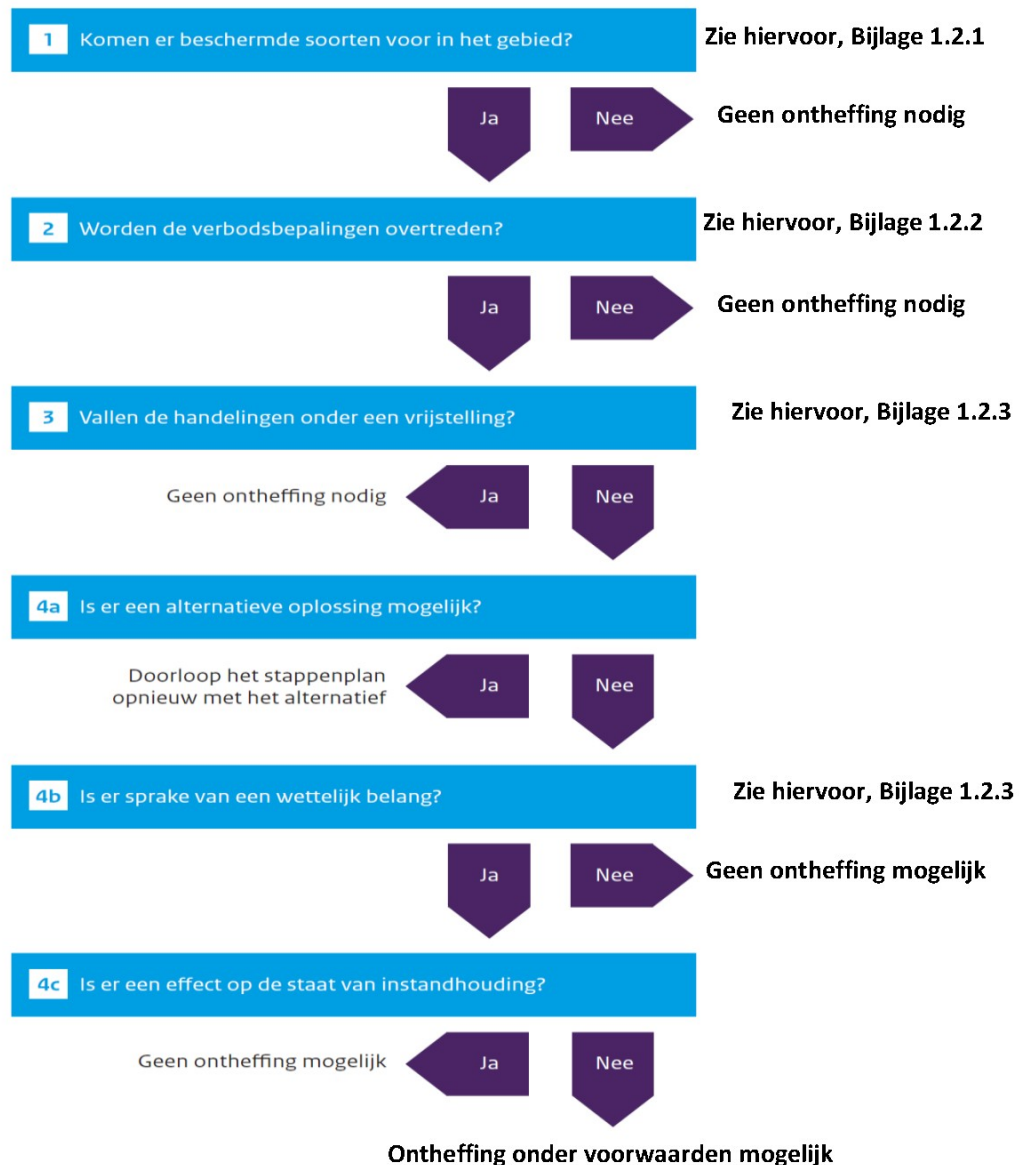 1 Komen er beschermde soorten voor in het gebied? Zie hiervoor, Bijlage 1.2.1
Ja Nee Geen ontheffing nodig
2 Worden de verbodsbepalingen overtreden? Zie hiervoor, Bijlage 1.2.2
Ja Nee Geen ontheffing nodig
3 Vallen de handelingen onder een vrijstelling? Zie hiervoor, Bijlage 1.2.3
Geen ontheffing nodig Ja Nee
4a Is er een alternatieve oplossing mogelijk?
Doorloop het stappenplan
opnieuw met het alternatief Ja Nee
4b Is er sprake van een wettelijk belang? Zie hiervoor, Bijlage 1.2.3
Ja Nee Geen ontheffing mogelijk
4c Is er een effect op de staat van instandhouding?
Geen ontheffing mogelijk Ja Nee
Ontheffing onder voorwaarden mogelijk